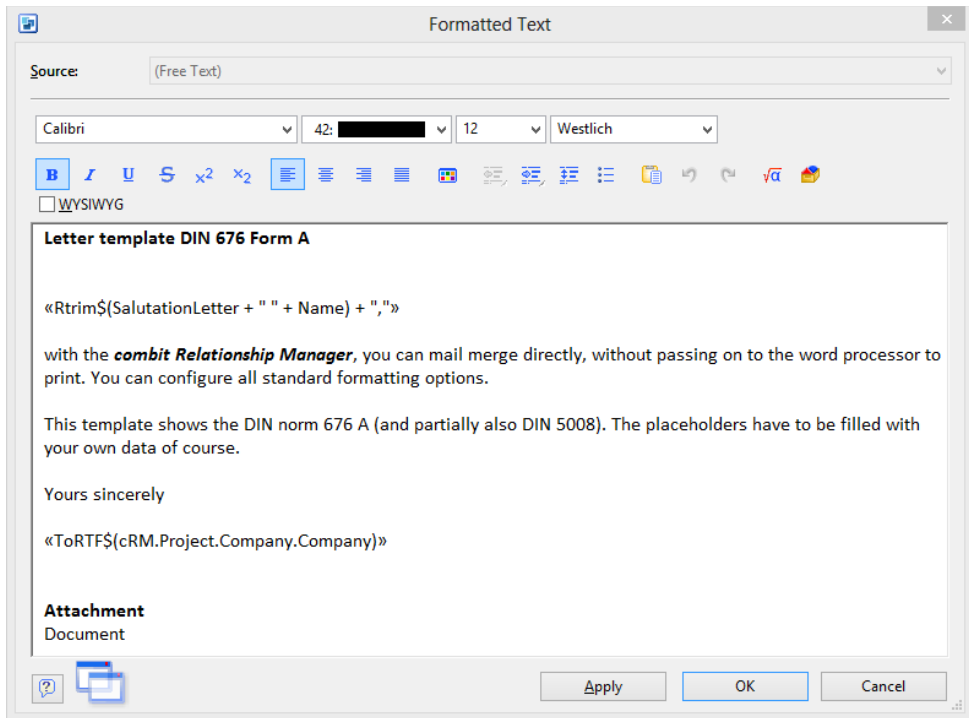 Formatted Text
Source: (Free Text)
Calibri 42: 12 Westlich
B I U S x2 x2 √α
WYSIWYG
Letter template DIN 676 Form A
«Rtrim$(SalutationLetter + " " + Name) + ","»
with the combit Relationship Manager, you can mail merge directly, without passing on to the word processor to
print. You can configure all standard formatting options.
This template shows the DIN norm 676 A (and partially also DIN 5008). The placeholders have to be filled with
your own data of course.
Yours sincerely
«ToRTF$(cRM.Project.Company.Company)»
Attachment
Document
Apply OK Cancel